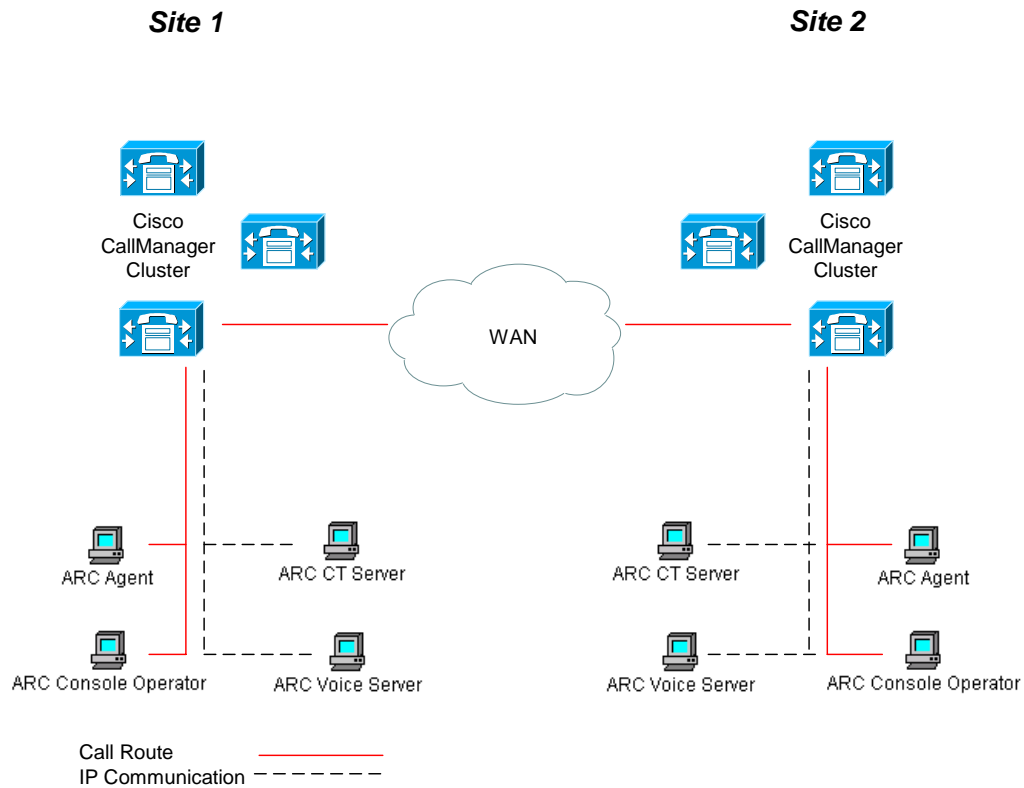 Site 1
Site 2
Cisco
CallManager
Cluster
Cisco
CallManager
Cluster
WAN
ARC Agent
ARC CT Server
ARC CT Server
ARC Agent
ARC Console Operator
ARC Voice Server
ARC Voice Server
ARC Console Operator
Call Route
IP Communication